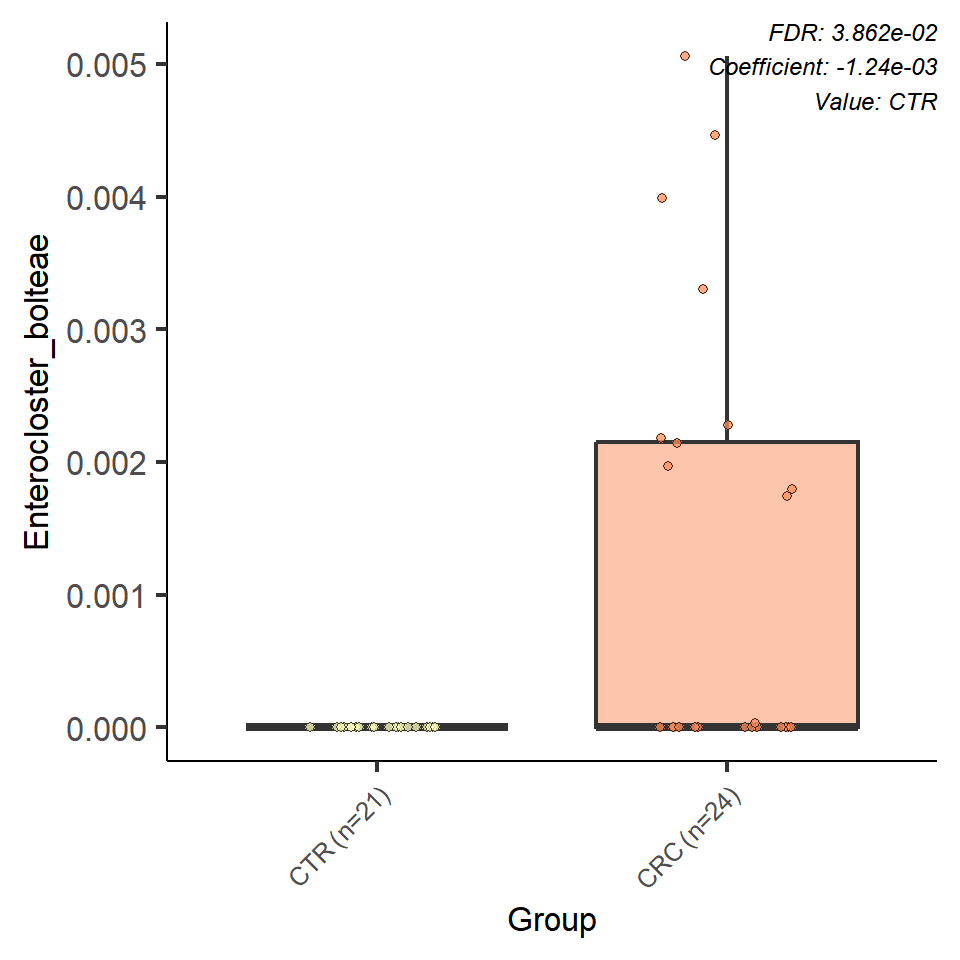 FDR: 3.862e-02
Coefficient: -1.24e-03
Value: CTR
0.005
0.004
0.003
0.002
0.001
0.000
Enterocloster_bolteae
CTR (n=21)
CRC (n=24)
Group